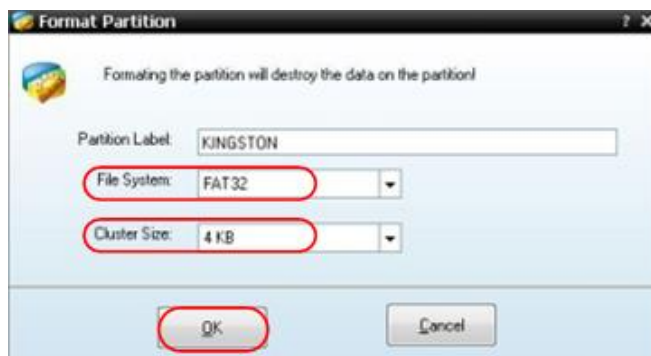 Format Partition
? X
Formating the partition will destroy the data on the partition!
Partition Label: KINGSTON
File System: FAT32
Cluster Size: 4 KB
OK Cancel